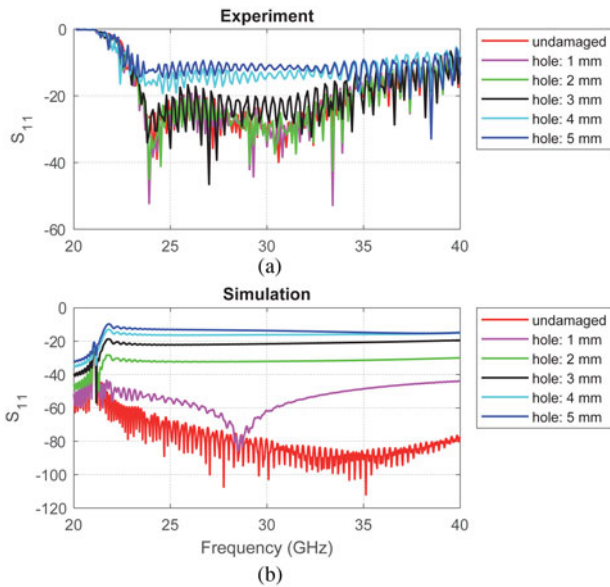 Experiment
0
-20
-40
-60
S11
20 25 30 35 40
undamaged
hole: 1 mm
hole: 2 mm
hole: 3 mm
hole: 4 mm
hole: 5 mm
(a)
Simulation
0
-20
-40
-60
-80
-100
-120
S11
20 25 30 35 40
Frequency (GHz)
undamaged
hole: 1 mm
hole: 2 mm
hole: 3 mm
hole: 4 mm
hole: 5 mm
(b)